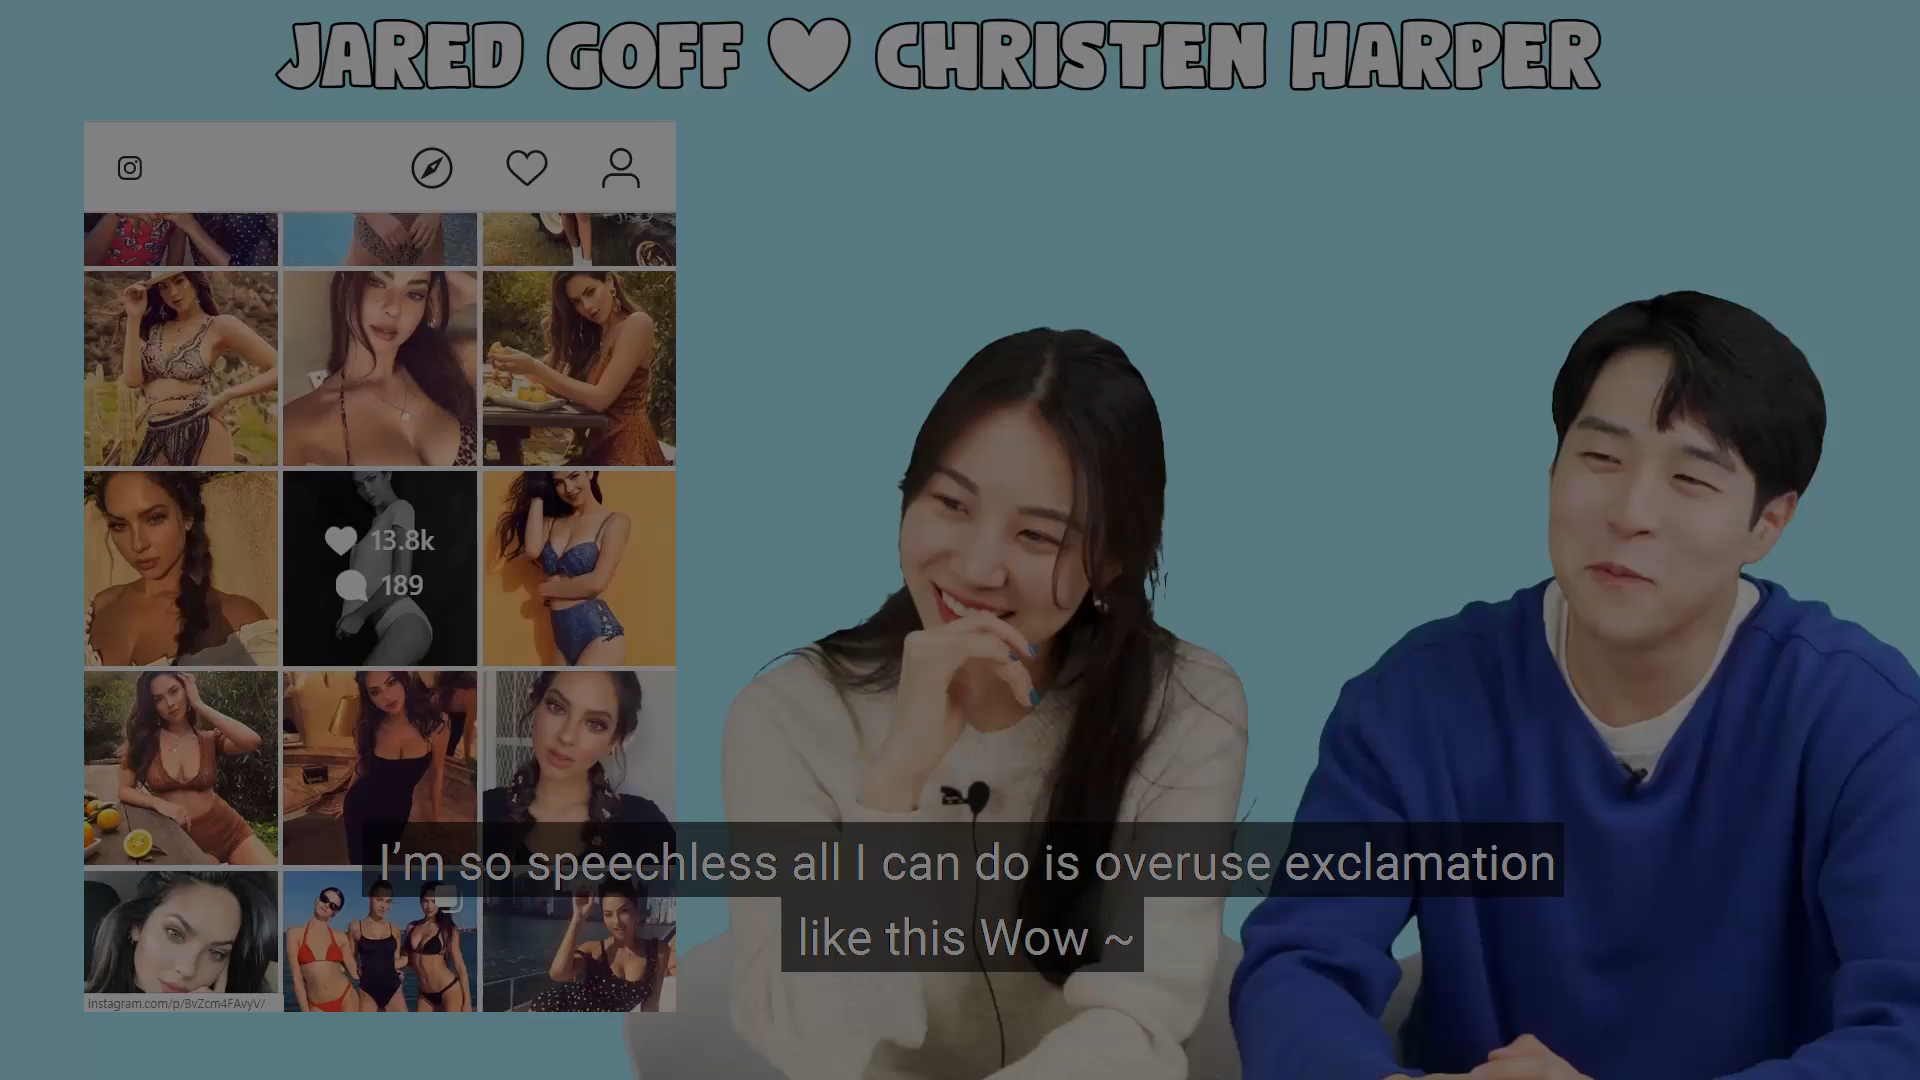 JARED GOFF ♥ CHRISTEN HARPER
13.8k
189
I'm so speechless all I can do is overuse exclamation
like this Wow ~
instagram.com/p/BvZcm4FAvyV/